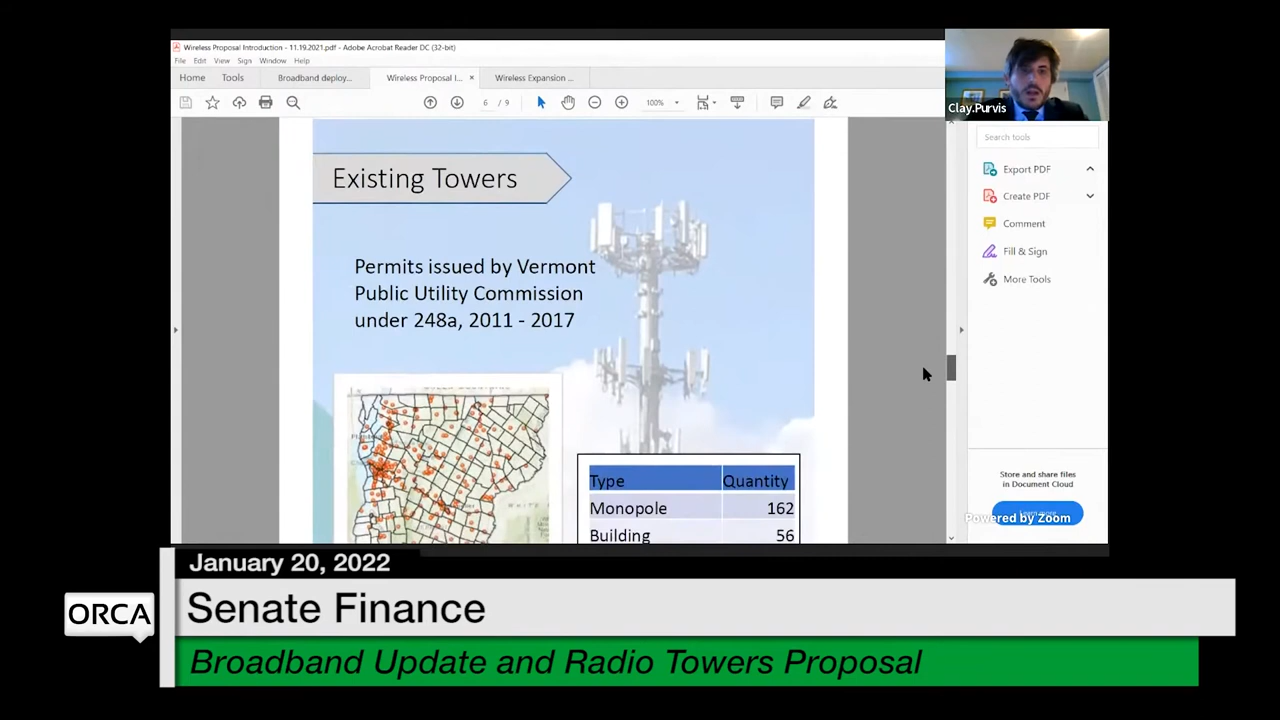 Wireless Proposal Introduction - 11.19.2021.pdf - Adobe Acrobat Reader DC (32-bit)
File Edit View Sign Window Help
Home Tools Broadband deploy... Wireless Proposal I... × Wireless Expansion ...
6 / 9 100%
Clay.Purvis
Search tools
Export PDF
Create PDF
Comment
Fill & Sign
More Tools
Existing Towers
Permits issued by Vermont
Public Utility Commission
under 248a, 2011 - 2017
Type Quantity
Monopole 162
Building 56
Store and share files
in Document Cloud
Powered by Zoom
January 20, 2022
ORCA
Senate Finance
Broadband Update and Radio Towers Proposal